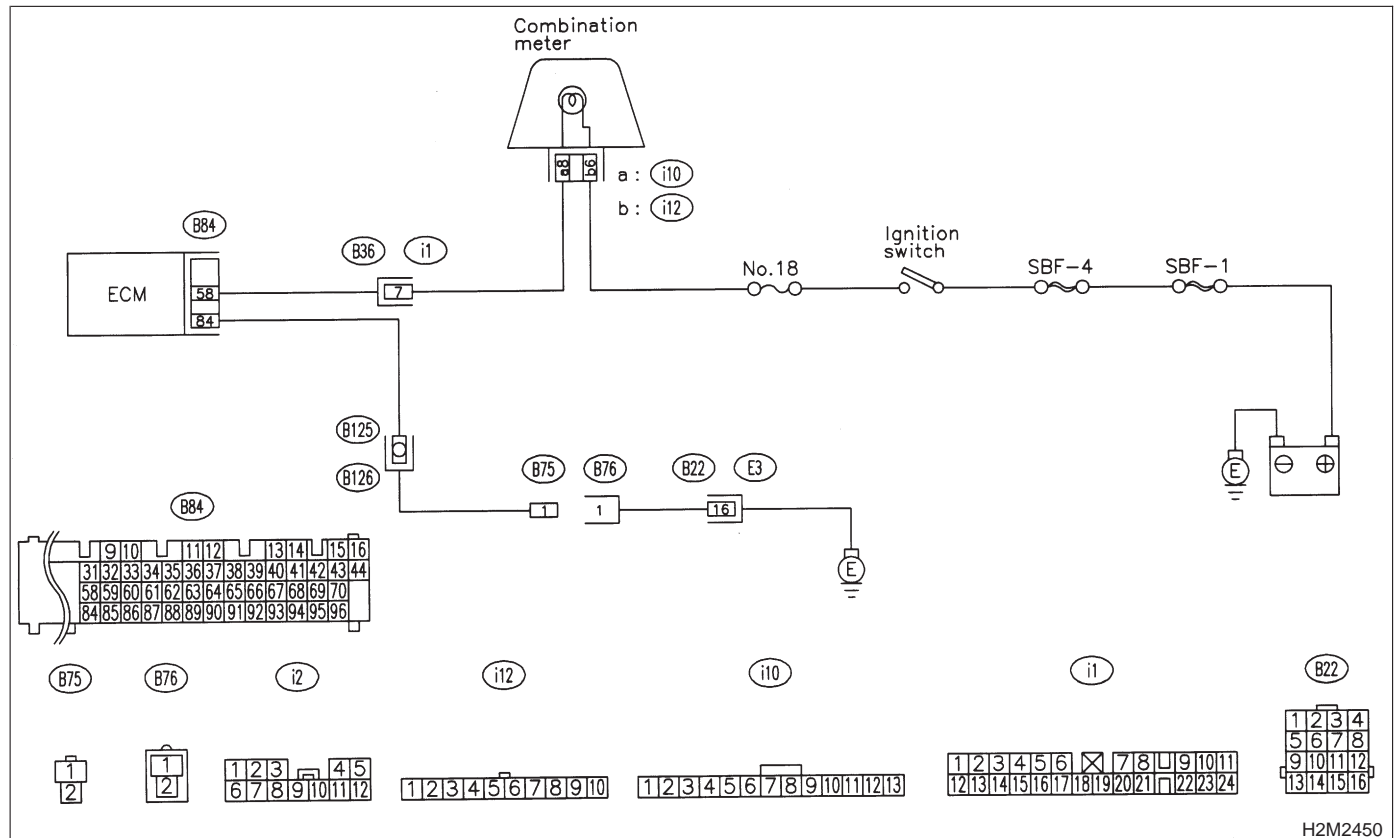 Combination
meter
a8 b6
a : i10
b : i12
B84
B36 i1
Ignition
switch
No.18
SBF-4
SBF-1
ECM
58
7
84
B125
B126
B75 B76 B22 E3
1 1 16
E
E
⊖ ⊕
B84
9 10 11 12 13 14 15 16
31 32 33 34 35 36 37 38 39 40 41 42 43 44
58 59 60 61 62 63 64 65 66 67 68 69 70
84 85 86 87 88 89 90 91 92 93 94 95 96
B75 B76 i2 i12 i10 i1 B22
1
2
1
2
1 2 3 4 5
6 7 8 9 10 11 12
1 2 3 4 5 6 7 8 9 10
1 2 3 4 5 6 7 8 9 10 11 12 13
1 2 3 4 5 6 7 8 9 10 11
12 13 14 15 16 17 18 19 20 21 22 23 24
1 2 3 4
5 6 7 8
9 10 11 12
13 14 15 16
H2M2450